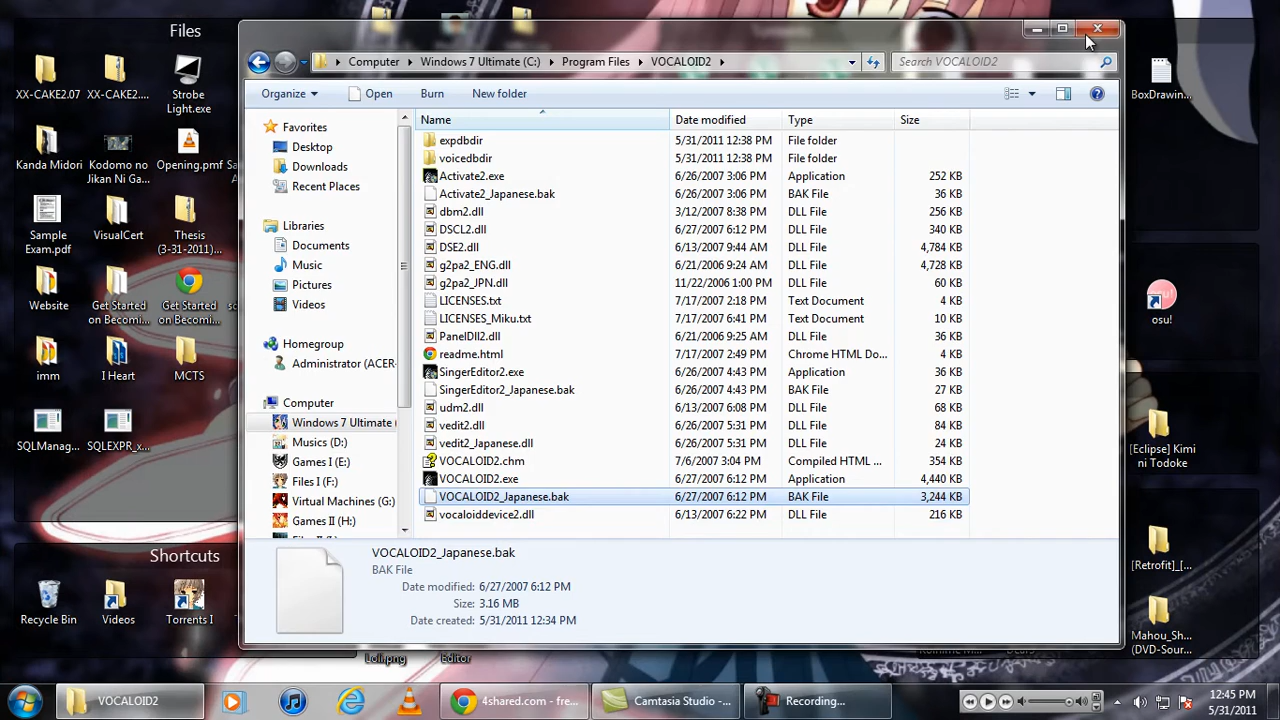 Files
XX-CAKE2.07
XX-CAKE2....
Strobe Light.exe
Kanda Midori
Kodomo no Jikan Ni Ga...
Opening.pmf
Sample Exam.pdf
VisualCert
Thesis (3-31-2011)...
Website
Get Started on Becomi...
Get Started on Becomi...
imm
I Heart
MCTS
SQLManag...
SQLEXPR_x...
Shortcuts
Recycle Bin
Videos
Torrents I
Loli.png
Editor
Computer
Windows 7 Ultimate (C:)
Program Files
VOCALOID2
Search VOCALOID2
Organize
Open
Burn
New folder
Favorites
Desktop
Downloads
Recent Places
Libraries
Documents
Music
Pictures
Videos
Homegroup
Administrator (ACER-
Computer
Windows 7 Ultimate (
Musics (D:)
Games I (E:)
Files I (F:)
Virtual Machines (G:)
Games II (H:)
Name Date modified Type Size
expdbdir 5/31/2011 12:38 PM File folder
voicedbdir 5/31/2011 12:38 PM File folder
Activate2.exe 6/26/2007 3:06 PM Application 252 KB
Activate2_Japanese.bak 6/26/2007 3:06 PM BAK File 36 KB
dbm2.dll 3/12/2007 8:38 PM DLL File 256 KB
DSCL2.dll 6/27/2007 6:12 PM DLL File 340 KB
DSE2.dll 6/13/2007 9:44 AM DLL File 4,784 KB
g2pa2_ENG.dll 6/21/2006 9:24 AM DLL File 4,728 KB
g2pa2_JPN.dll 11/22/2006 1:00 PM DLL File 60 KB
LICENSES.txt 7/17/2007 2:18 PM Text Document 4 KB
LICENSES_Miku.txt 7/17/2007 6:41 PM Text Document 10 KB
PanelDll2.dll 6/21/2006 9:25 AM DLL File 36 KB
readme.html 7/17/2007 2:49 PM Chrome HTML Do... 4 KB
SingerEditor2.exe 6/26/2007 4:43 PM Application 36 KB
SingerEditor2_Japanese.bak 6/26/2007 4:43 PM BAK File 27 KB
udm2.dll 6/13/2007 6:08 PM DLL File 68 KB
vedit2.dll 6/26/2007 5:31 PM DLL File 84 KB
vedit2_Japanese.dll 6/26/2007 5:31 PM DLL File 24 KB
VOCALOID2.chm 7/6/2007 3:04 PM Compiled HTML ... 354 KB
VOCALOID2.exe 6/27/2007 6:12 PM Application 4,440 KB
VOCALOID2_Japanese.bak 6/27/2007 6:12 PM BAK File 3,244 KB
vocaloiddevice2.dll 6/13/2007 6:22 PM DLL File 216 KB
VOCALOID2_Japanese.bak
BAK File
Date modified: 6/27/2007 6:12 PM
Size: 3.16 MB
Date created: 5/31/2011 12:34 PM
BoxDrawin...
osu!
[Eclipse] Kimi ni Todoke
[Retrofit]_[...
Mahou_Sh... (DVD-Sour...
VOCALOID2
4shared.com - fre...
Camtasia Studio -...
Recording...
12:45 PM
5/31/2011